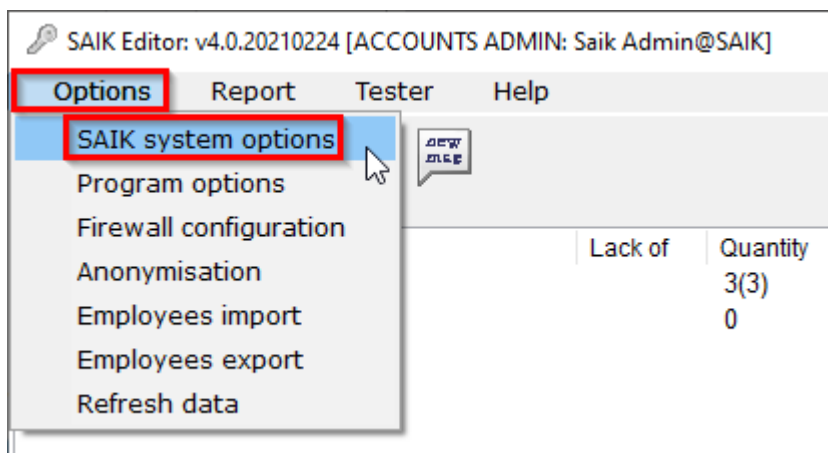 SAIK Editor: v4.0.20210224 [ACCOUNTS ADMIN: Saik Admin@SAIK]
Options Report Tester Help
SAIK system options
new
Program options
Firewall configuration
Lack of Quantity
Anonymisation
3(3)
Employees import
0
Employees export
Refresh data